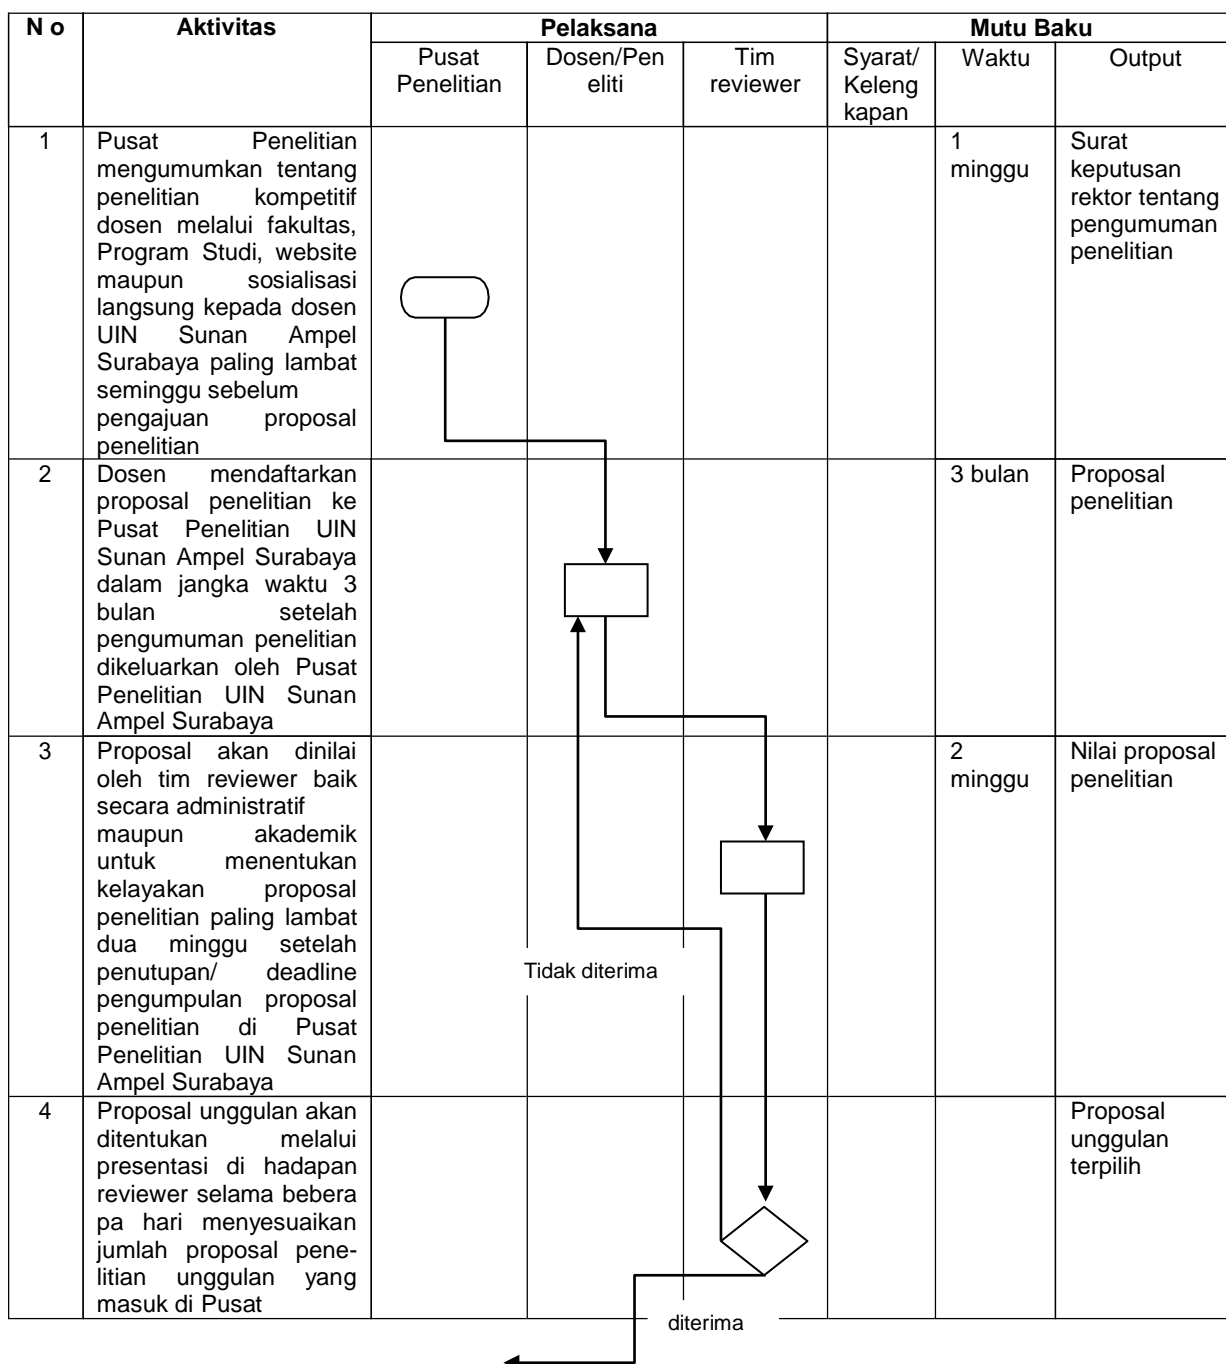 N o
Aktivitas
Pelaksana
Mutu Baku
Pusat
Penelitian
Dosen/Pen
eliti
Tim
reviewer
Syarat/
Keleng
kapan
Waktu
Output
1
Pusat Penelitian
mengumumkan tentang
penelitian kompetitif
dosen melalui fakultas,
Program Studi, website
maupun sosialisasi
langsung kepada dosen
UIN Sunan Ampel
Surabaya paling lambat
seminggu sebelum
pengajuan proposal
penelitian
1
minggu
Surat
keputusan
rektor tentang
pengumuman
penelitian
2
Dosen mendaftarkan
proposal penelitian ke
Pusat Penelitian UIN
Sunan Ampel Surabaya
dalam jangka waktu 3
bulan setelah
pengumuman penelitian
dikeluarkan oleh Pusat
Penelitian UIN Sunan
Ampel Surabaya
3 bulan
Proposal
penelitian
3
Proposal akan dinilai
oleh tim reviewer baik
secara administratif
maupun akademik
untuk menentukan
kelayakan proposal
penelitian paling lambat
dua minggu setelah
penutupan/ deadline
pengumpulan proposal
penelitian di Pusat
Penelitian UIN Sunan
Ampel Surabaya
Tidak diterima
2
minggu
Nilai proposal
penelitian
4
Proposal unggulan akan
ditentukan melalui
presentasi di hadapan
reviewer selama bebera
pa hari menyesuaikan
jumlah proposal pene-
litian unggulan yang
masuk di Pusat
Proposal
unggulan
terpilih
diterima